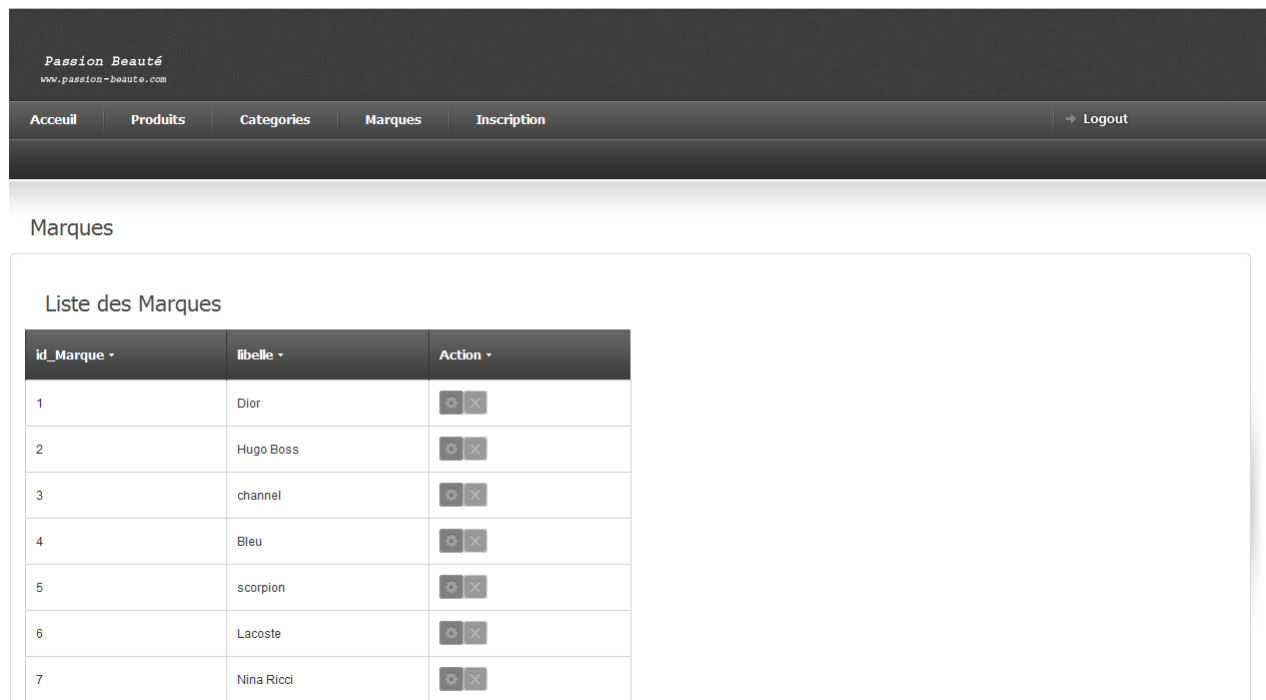 Passion Beauté
www.passion-beaute.com
Acceuil Produits Categories Marques Inscription Logout
Marques
Liste des Marques
id_Marque libelle Action
1 Dior
2 Hugo Boss
3 channel
4 Bleu
5 scorpion
6 Lacoste
7 Nina Ricci